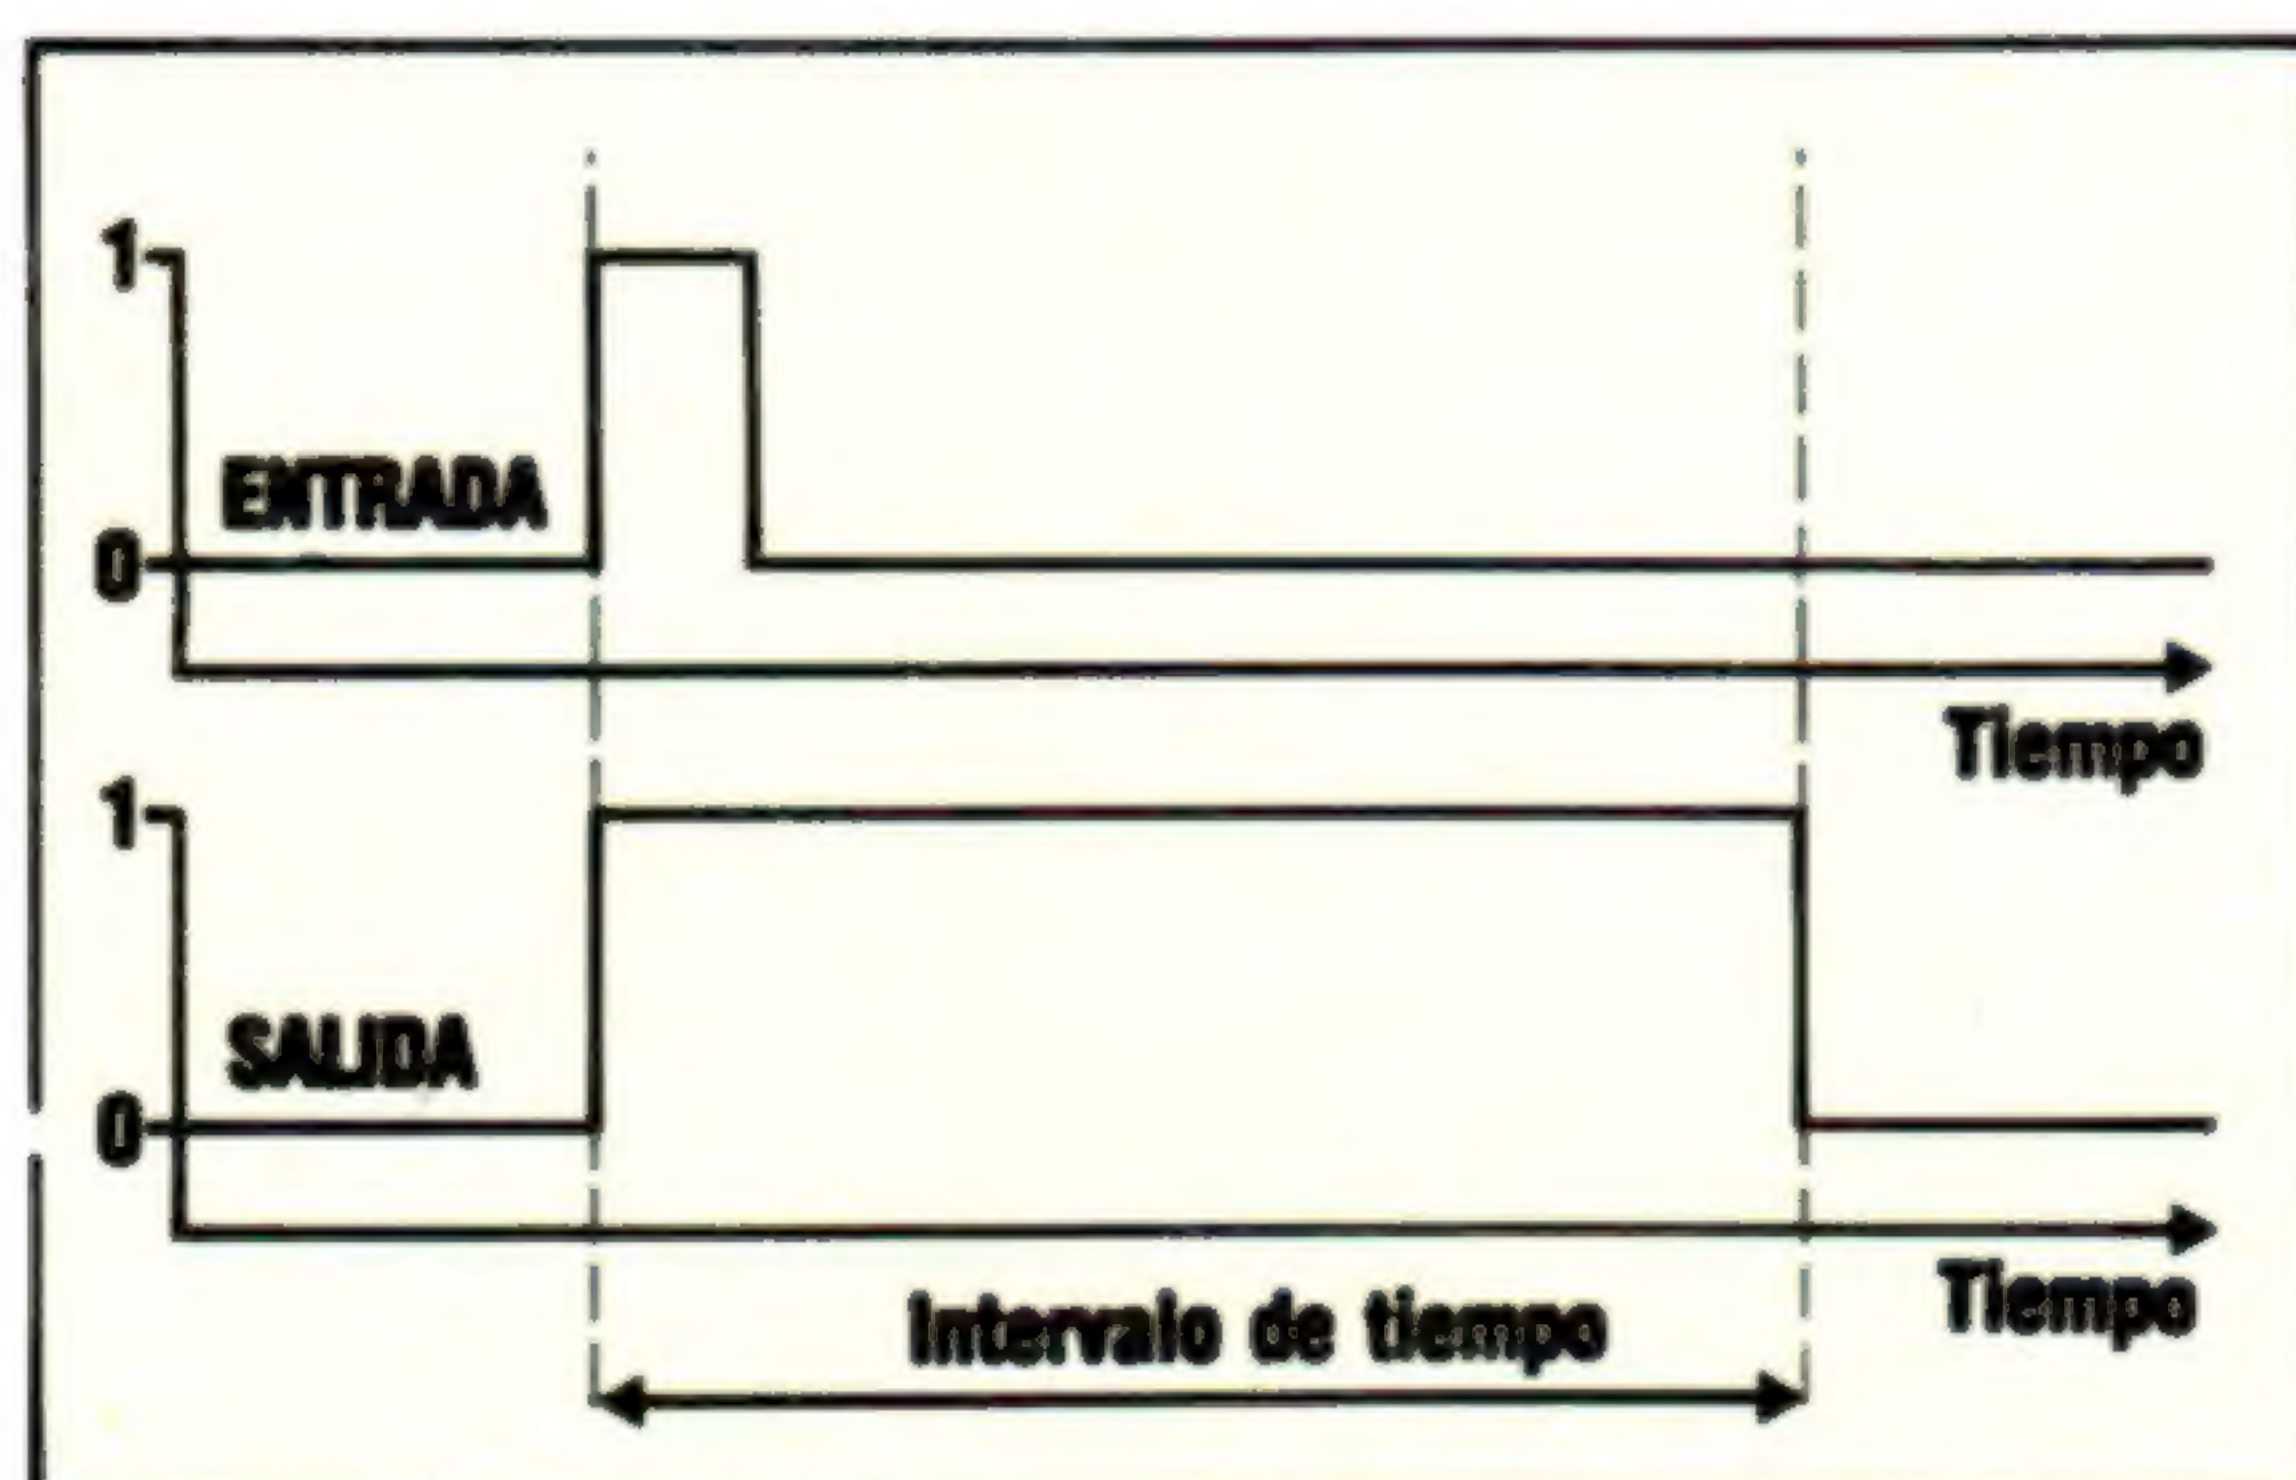 1
ENTRADA
0
Tiempo
1
SALIDA
0
Tiempo
Intervalo de tiempo